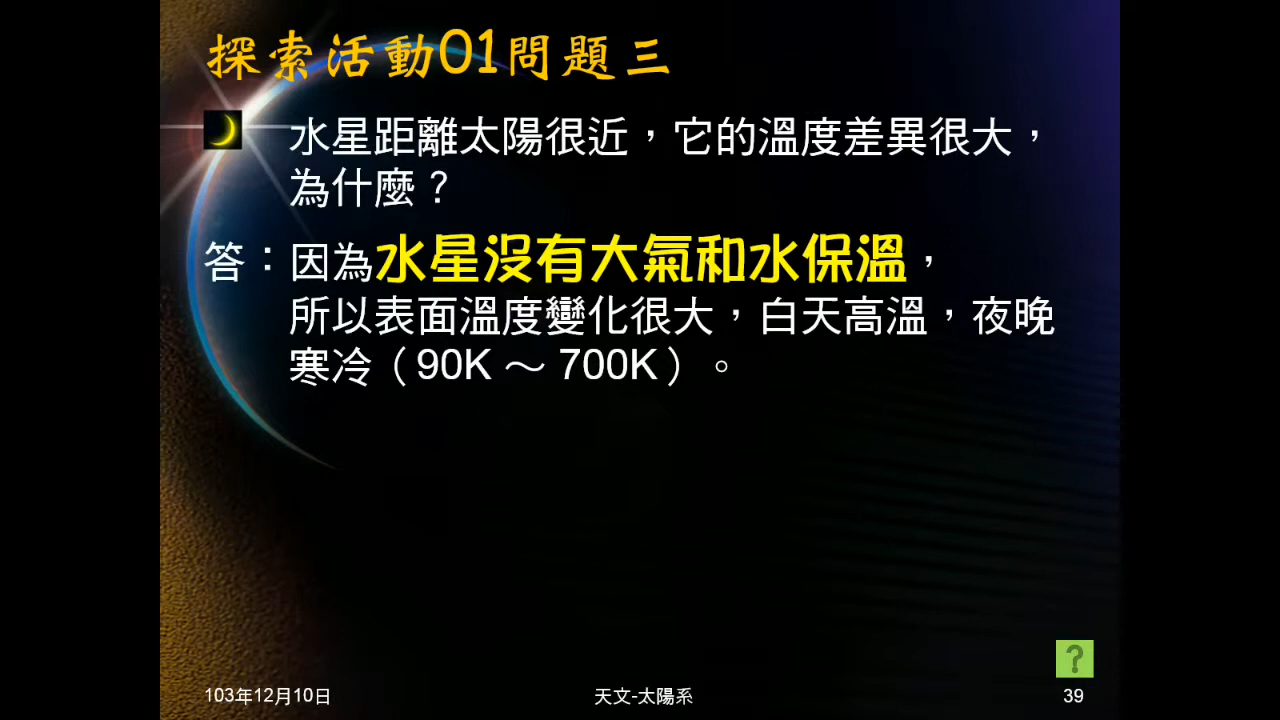 探索活動01問題三
水星距離太陽很近，它的溫度差異很大，
為什麼？
答：因為水星沒有大氣和水保溫，
所以表面溫度變化很大，白天高溫，夜晚
寒冷（90K ～ 700K）。
?
103年12月10日
天文-太陽系
39